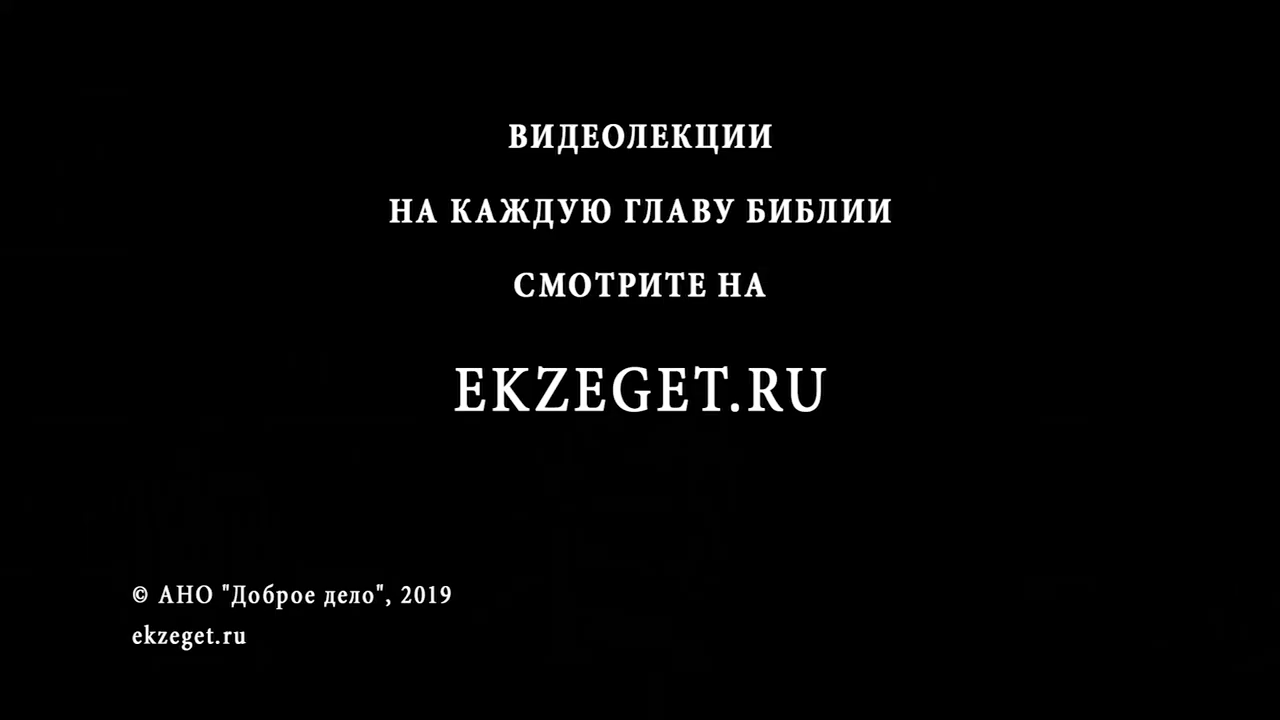 ВИДЕОЛЕКЦИИ
НА КАЖДУЮ ГЛАВУ БИБЛИИ
СМОТРИТЕ НА
EKZEGET.RU
© АНО "Доброе дело", 2019
ekzeget.ru